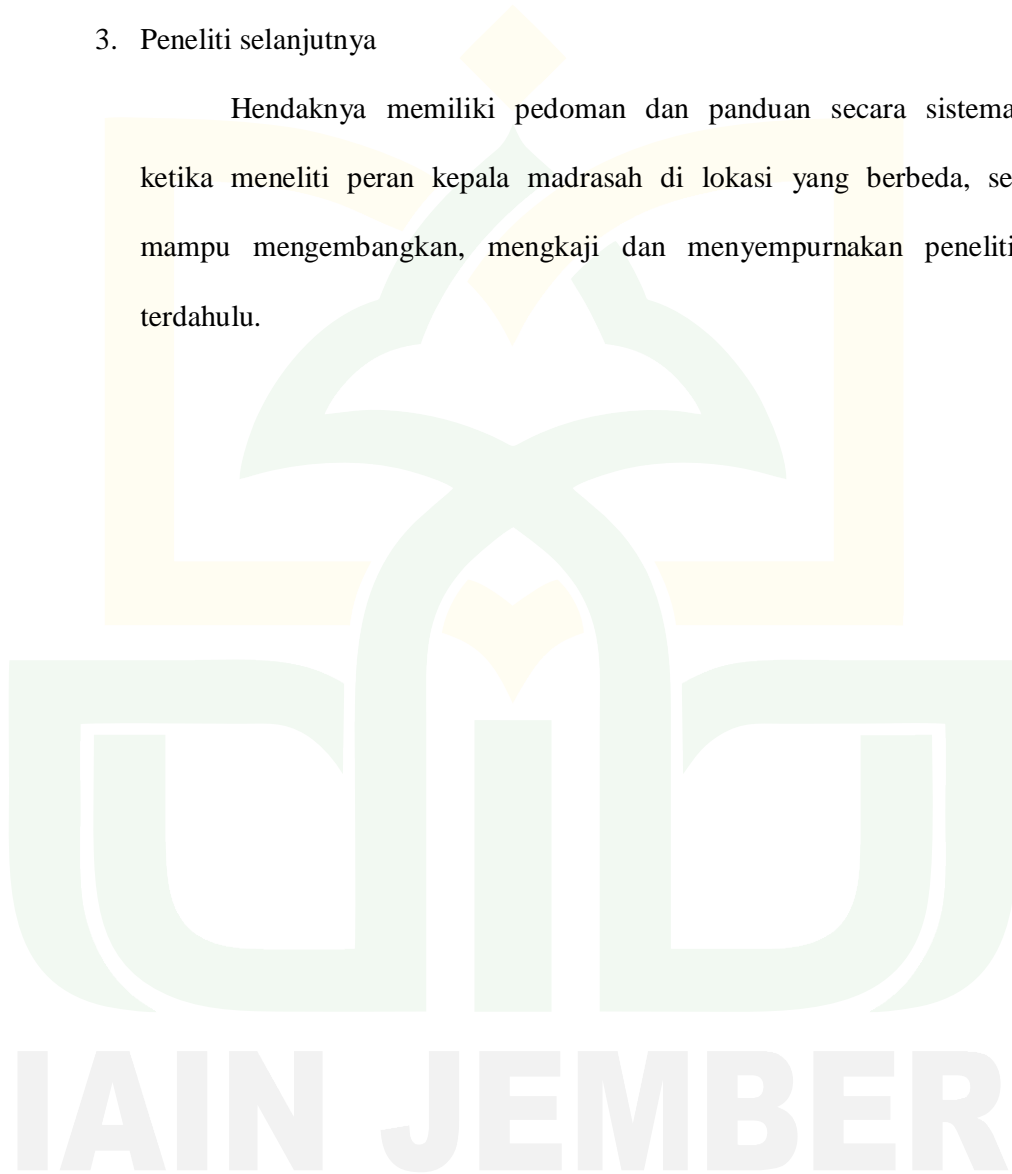 3. Peneliti selanjutnya
Hendaknya memiliki pedoman dan panduan secara
ketika meneliti peran kepala madrasah di lokasi yang berbeda,
mampu mengembangkan, mengkaji dan menyempurnakan
terdahulu.
IAIN JEMBER